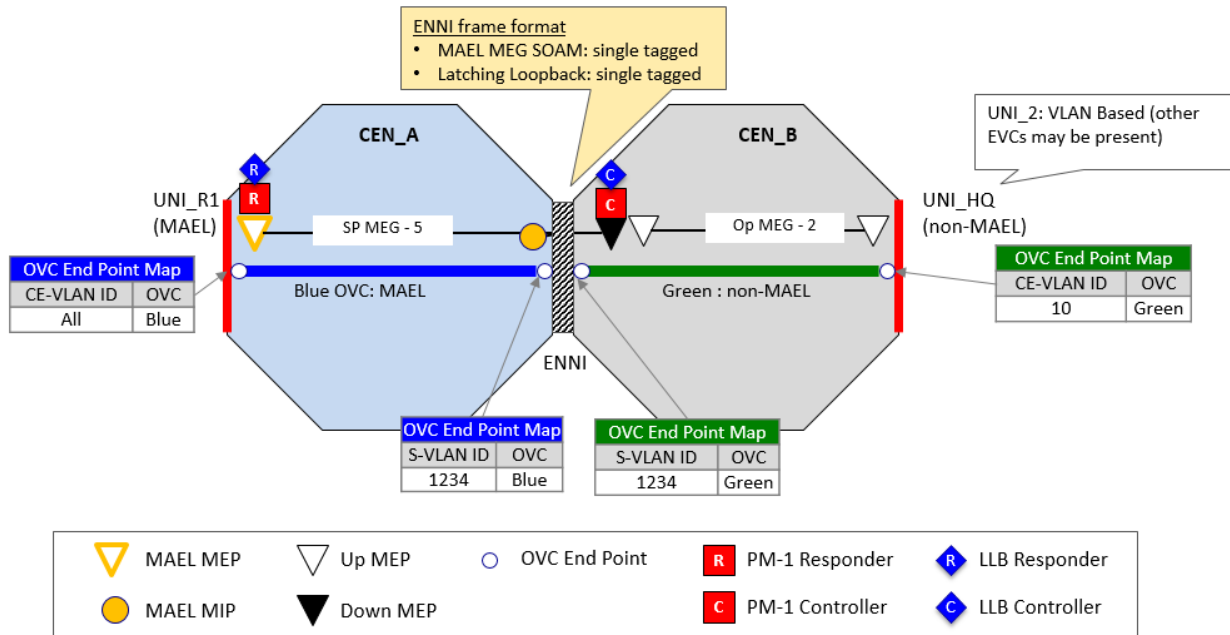 ENNI frame format
• MAEL MEG SOAM: single tagged
• Latching Loopback: single tagged
UNI_2: VLAN Based (other
EVCs may be present)
CEN_A
CEN_B
R
R
C
C
UNI_R1
(MAEL)
UNI_HQ
(non-MAEL)
SP MEG - 5
Op MEG - 2
OVC End Point Map
CE-VLAN ID OVC
All Blue
Blue OVC: MAEL
Green : non-MAEL
OVC End Point Map
CE-VLAN ID OVC
10 Green
ENNI
OVC End Point Map
S-VLAN ID OVC
1234 Blue
OVC End Point Map
S-VLAN ID OVC
1234 Green
MAEL MEP
Up MEP
OVC End Point
R PM-1 Responder
R LLB Responder
MAEL MIP
Down MEP
C PM-1 Controller
C LLB Controller